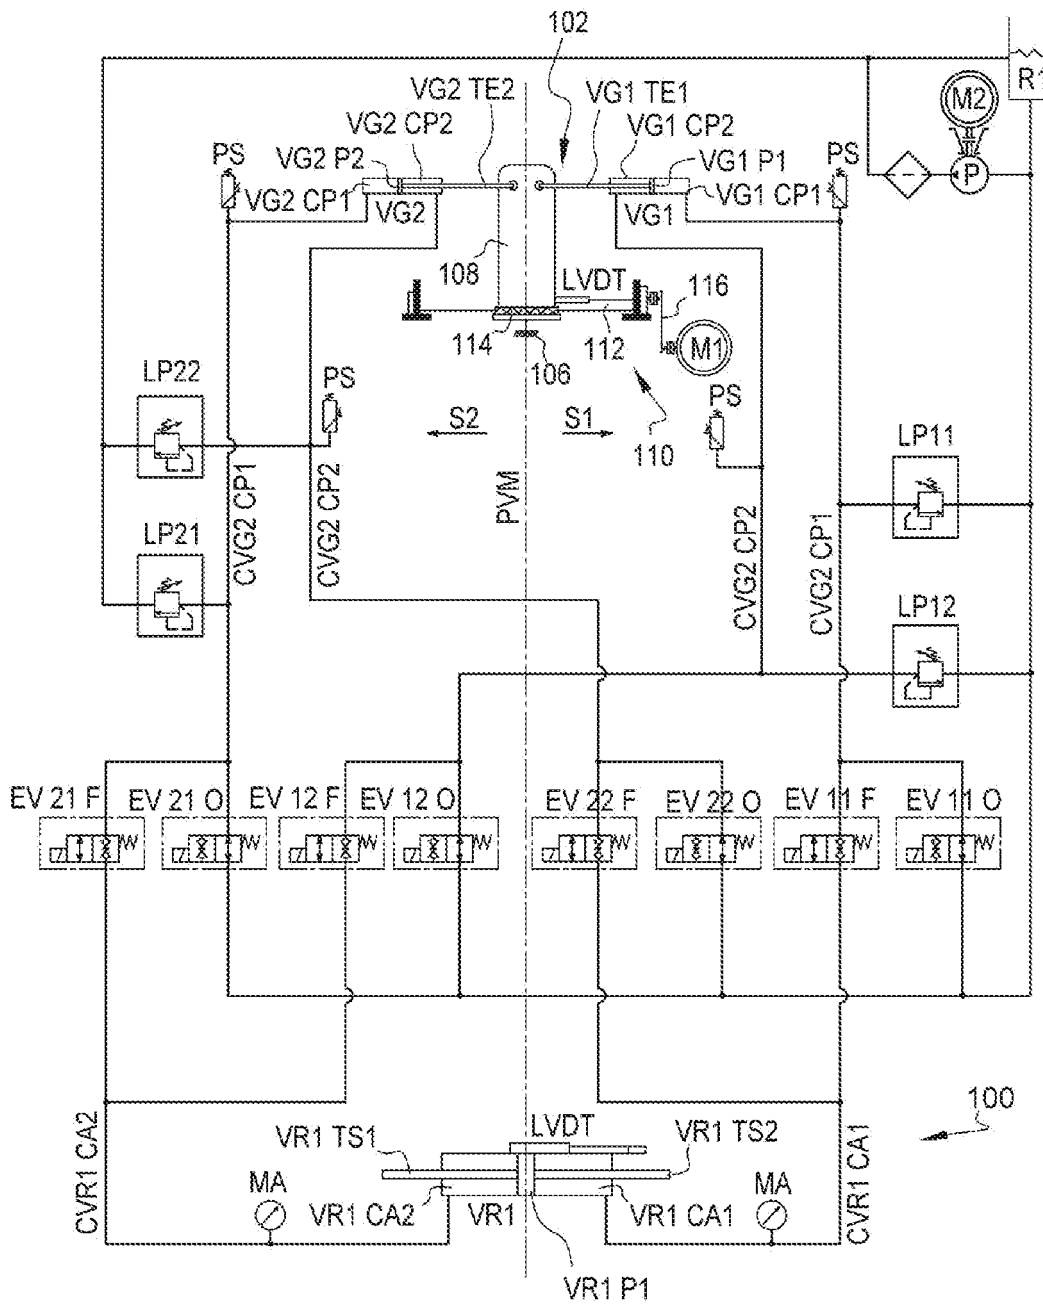 102
R1
M2
VG2 TE2
VG1 TE1
VG2 CP2
VG1 CP2
PS
VG2 P2
VG1 P1
PS
P
VG2 CP1
VG2
VG1
VG1 CP1
108
LVDT
116
114
112
M1
106
LP22
PS
PS
S2
S1
110
LP11
CVG2 CP1
CVG2 CP2
PVM
LP21
CVG2 CP2
CVG2 CP1
LP12
EV 21 F
EV 21 O
EV 12 F
EV 12 O
EV 22 F
EV 22 O
EV 11 F
EV 11 O
100
LVDT
VR1 TS1
VR1 TS2
CVR1 CA2
MA
MA
CVR1 CA1
VR1 CA2
VR1
VR1 CA1
VR1 P1